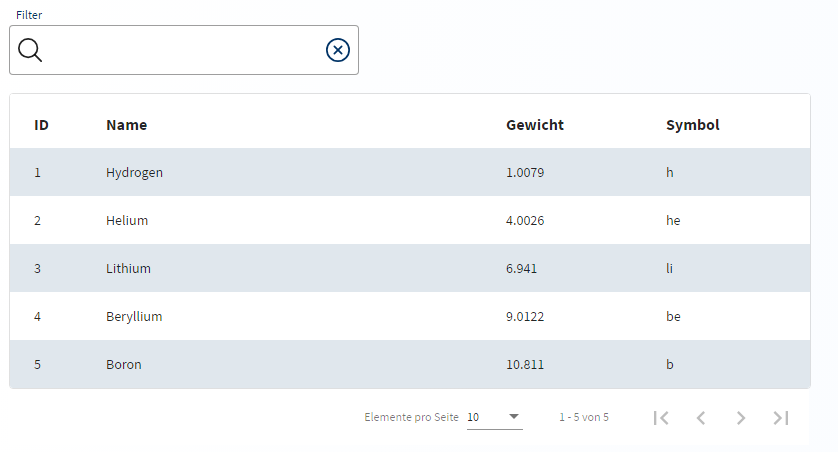 Filter
ID Name Gewicht Symbol
1 Hydrogen 1.0079 h
2 Helium 4.0026 he
3 Lithium 6.941 li
4 Beryllium 9.0122 be
5 Boron 10.811 b
Elemente pro Seite 10 1 - 5 von 5